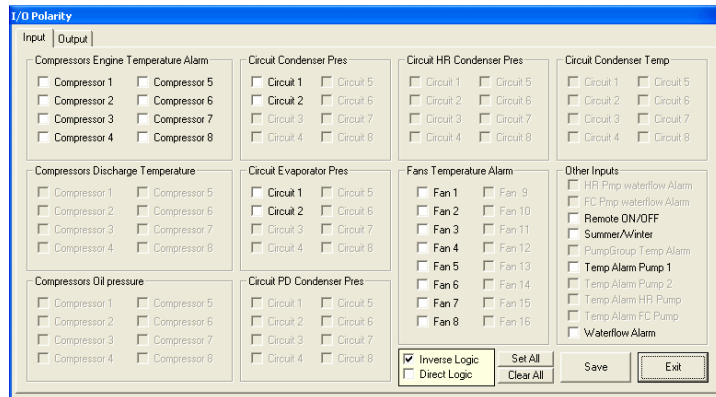 I/O Polarity
Input Output
Compressors Engine Temperature Alarm
Compressor 1 Compressor 5
Compressor 2 Compressor 6
Compressor 3 Compressor 7
Compressor 4 Compressor 8
Circuit Condenser Pres
Circuit 1 Circuit 5
Circuit 2 Circuit 6
Circuit 3 Circuit 7
Circuit 4 Circuit 8
Circuit HR Condenser Pres
Circuit 1 Circuit 5
Circuit 2 Circuit 6
Circuit 3 Circuit 7
Circuit 4 Circuit 8
Circuit Condenser Temp
Circuit 1 Circuit 5
Circuit 2 Circuit 6
Circuit 3 Circuit 7
Circuit 4 Circuit 8
Compressors Discharge Temperature
Compressor 1 Compressor 5
Compressor 2 Compressor 6
Compressor 3 Compressor 7
Compressor 4 Compressor 8
Circuit Evaporator Pres
Circuit 1 Circuit 5
Circuit 2 Circuit 6
Circuit 3 Circuit 7
Circuit 4 Circuit 8
Fans Temperature Alarm
Fan 1 Fan 9
Fan 2 Fan 10
Fan 3 Fan 11
Fan 4 Fan 12
Fan 5 Fan 13
Fan 6 Fan 14
Fan 7 Fan 15
Fan 8 Fan 16
Other Inputs
HR Pmp waterflow Alarm
FC Pmp waterflow Alarm
Remote ON/OFF
Summer/Winter
PumpGroup Temp Alarm
Temp Alarm Pump 1
Temp Alarm Pump 2
Temp Alarm HR Pump
Temp Alarm FC Pump
Waterflow Alarm
Compressors Oil pressure
Compressor 1 Compressor 5
Compressor 2 Compressor 6
Compressor 3 Compressor 7
Compressor 4 Compressor 8
Circuit PD Condenser Pres
Circuit 1 Circuit 5
Circuit 2 Circuit 6
Circuit 3 Circuit 7
Circuit 4 Circuit 8
Inverse Logic Set All
Direct Logic Clear All
Save Exit